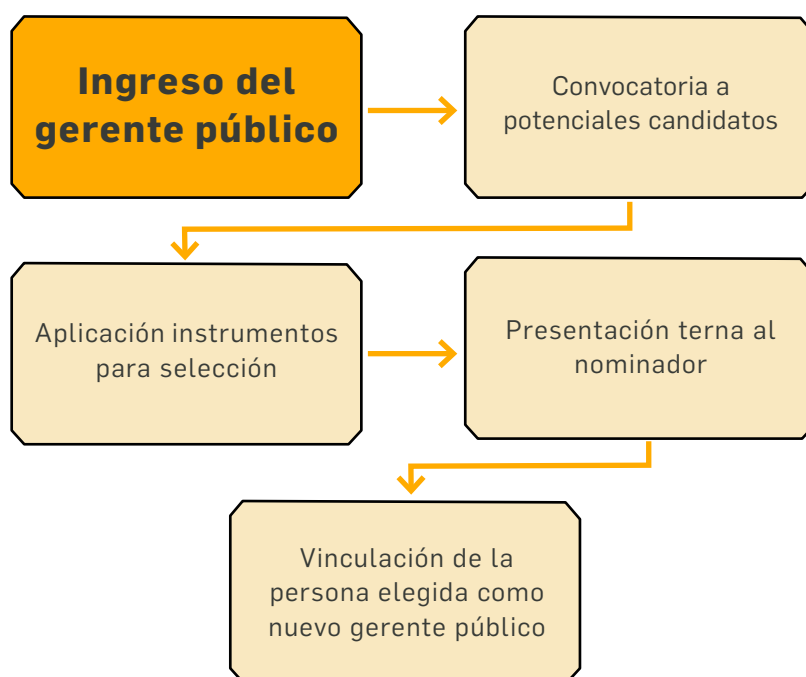 Ingreso del
gerente público
Convocatoria a
potenciales candidatos
Aplicación instrumentos
para selección
Presentación terna al
nominador
Vinculación de la
persona elegida como
nuevo gerente público